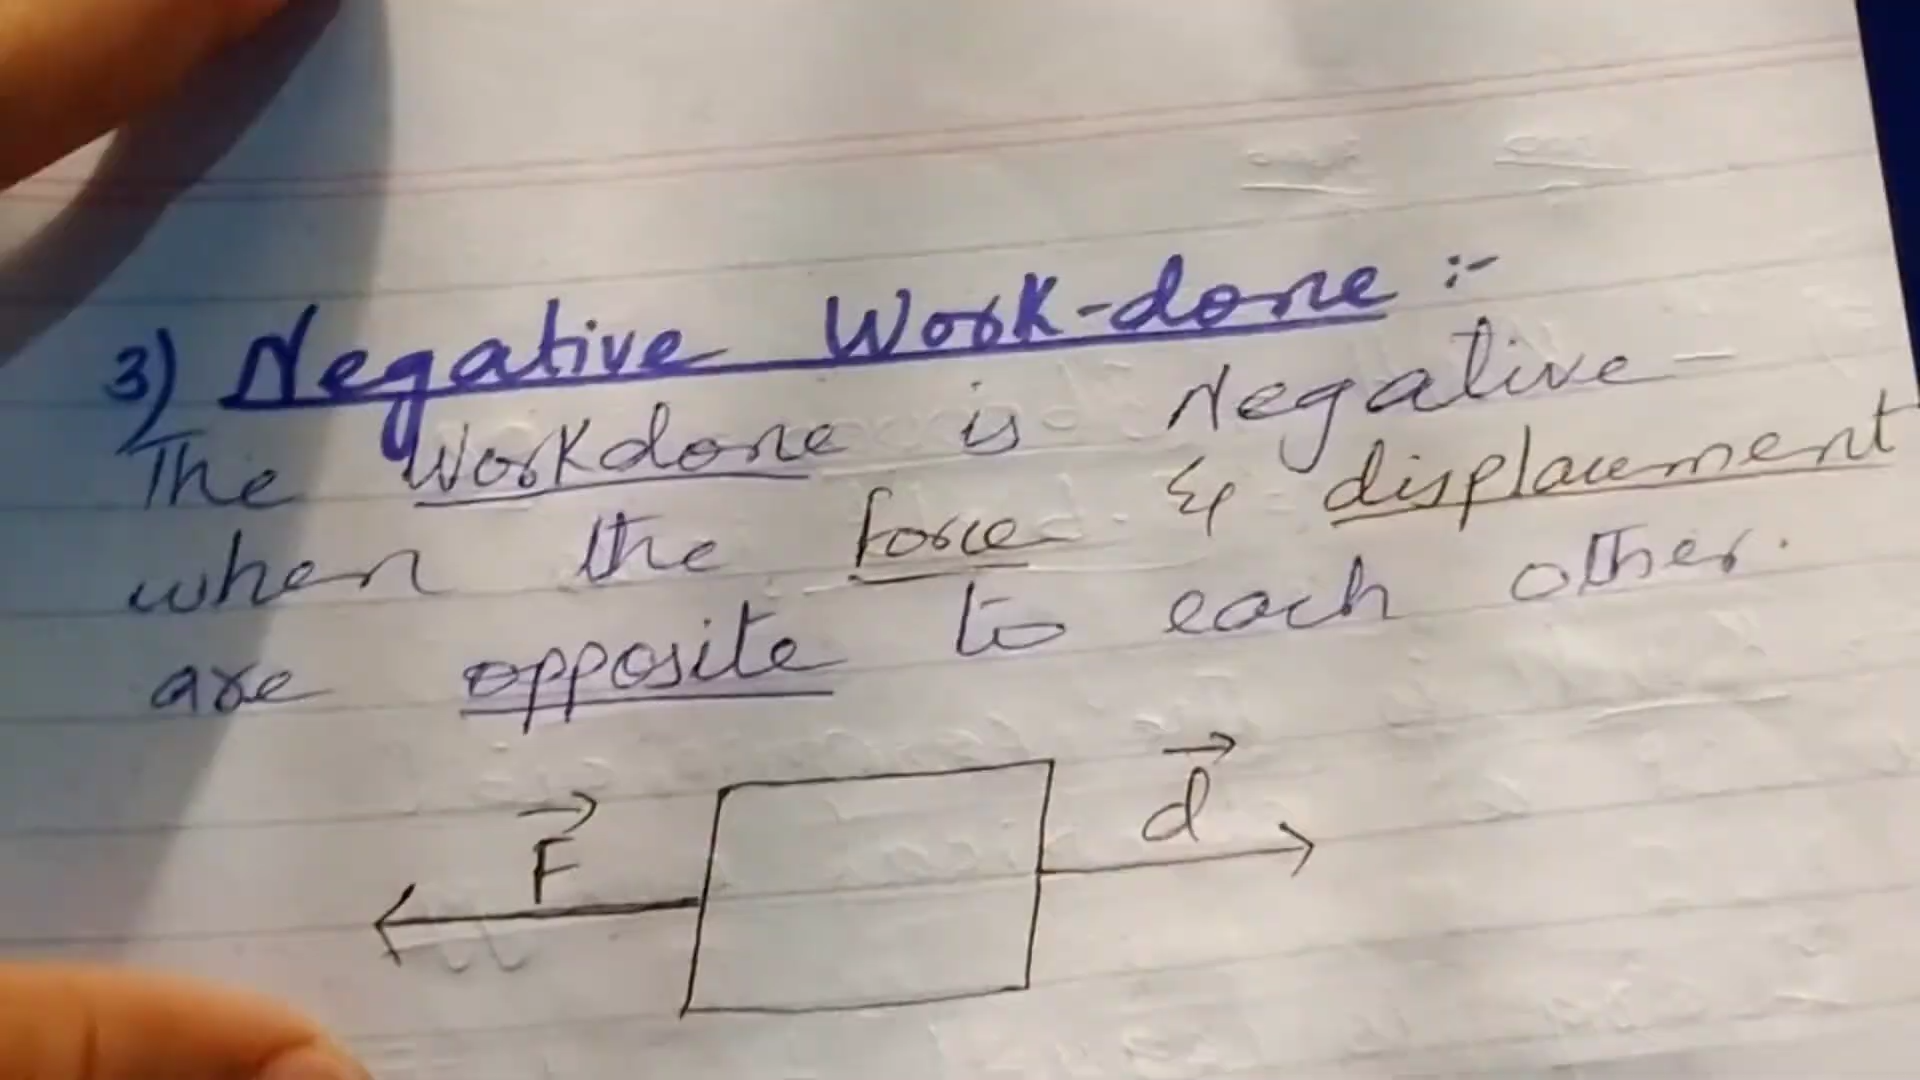 3) Negative Work-done :-
The Workdone is Negative -
when the force & displacement
are opposite to each other.
F d